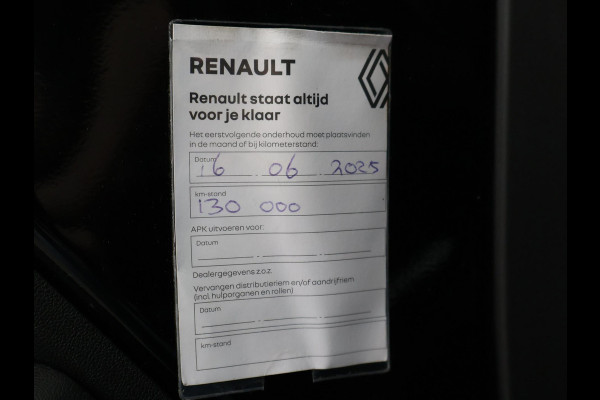 RENAULT
Renault staat altijd
voor je klaar
Het eerstvolgende onderhoud moet plaatsvinden
in de maand of bij kilometerstand:
Datum 16 06 2025
km-stand
130 000
APK uitvoeren voor:
Datum
Dealergegevens z.o.z.
Vervangen distributieriem en/of aandrijfriem
(incl. hulporganen en rollen)
Datum
km-stand